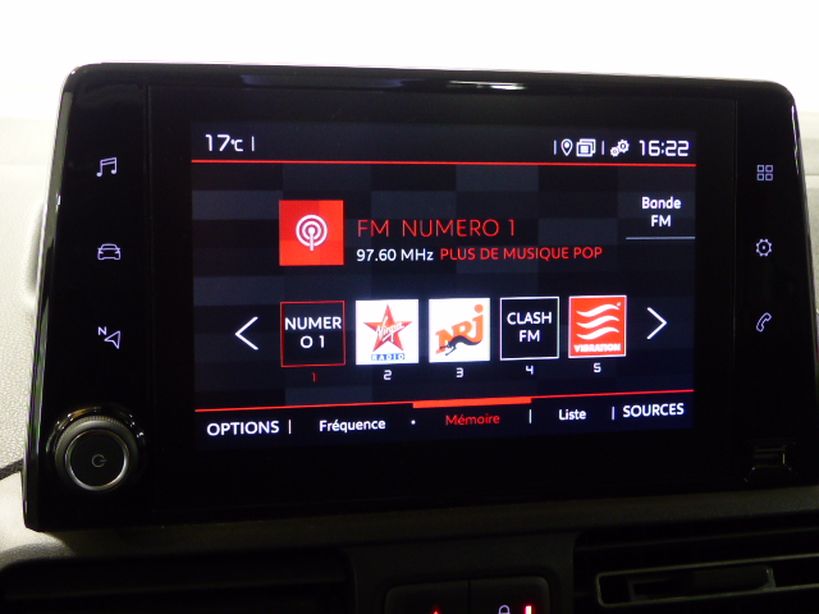 17°C
16:22
Bande
FM
FM NUMERO 1
97.60 MHz PLUS DE MUSIQUE POP
NUMER
O 1
Virgin
RADIO
NRJ
CLASH
FM
VIBRATION
1
2
3
4
5
OPTIONS
Fréquence
Mémoire
Liste
SOURCES
N